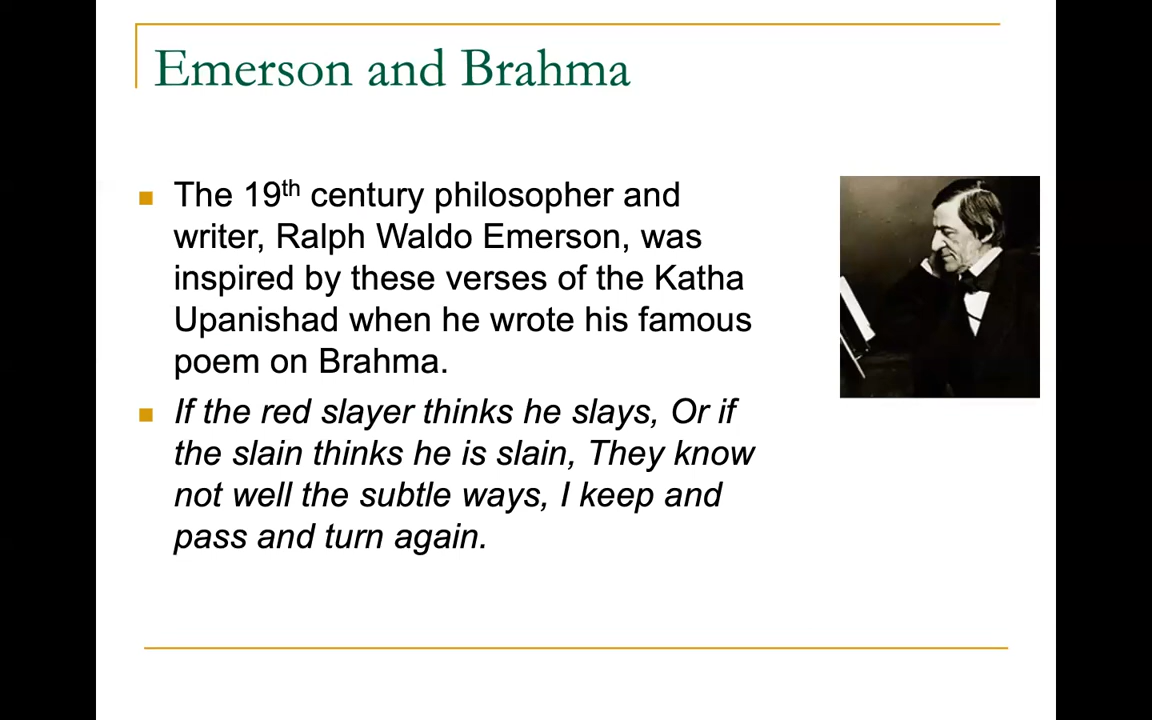 Emerson and Brahma
The 19th century philosopher and
writer, Ralph Waldo Emerson, was
inspired by these verses of the Katha
Upanishad when he wrote his famous
poem on Brahma.
If the red slayer thinks he slays, Or if
the slain thinks he is slain, They know
not well the subtle ways, I keep and
pass and turn again.